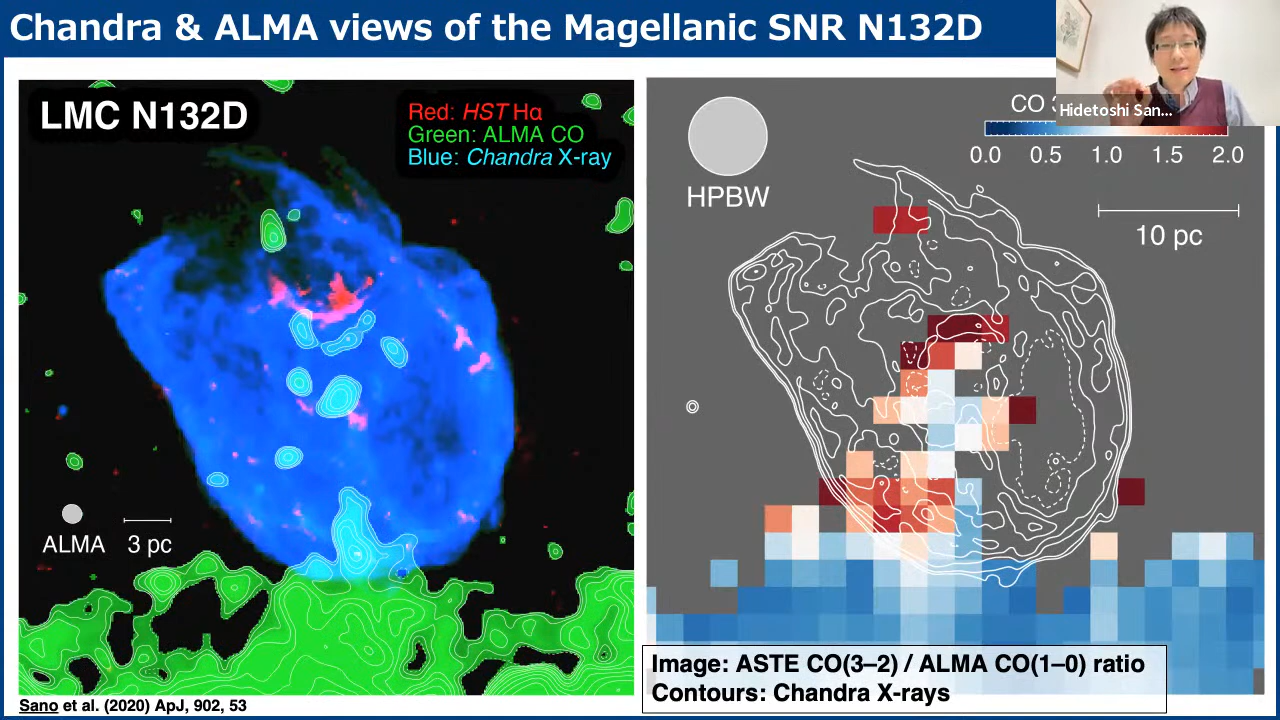 Chandra & ALMA views of the Magellanic SNR N132D
LMC N132D
Red: HST Hα
Green: ALMA CO
Blue: Chandra X-ray
ALMA
3 pc
Sano et al. (2020) ApJ, 902, 53
HPBW
CO
0.0 0.5 1.0 1.5 2.0
10 pc
Hidetoshi San...
Image: ASTE CO(3–2) / ALMA CO(1–0) ratio
Contours: Chandra X-rays